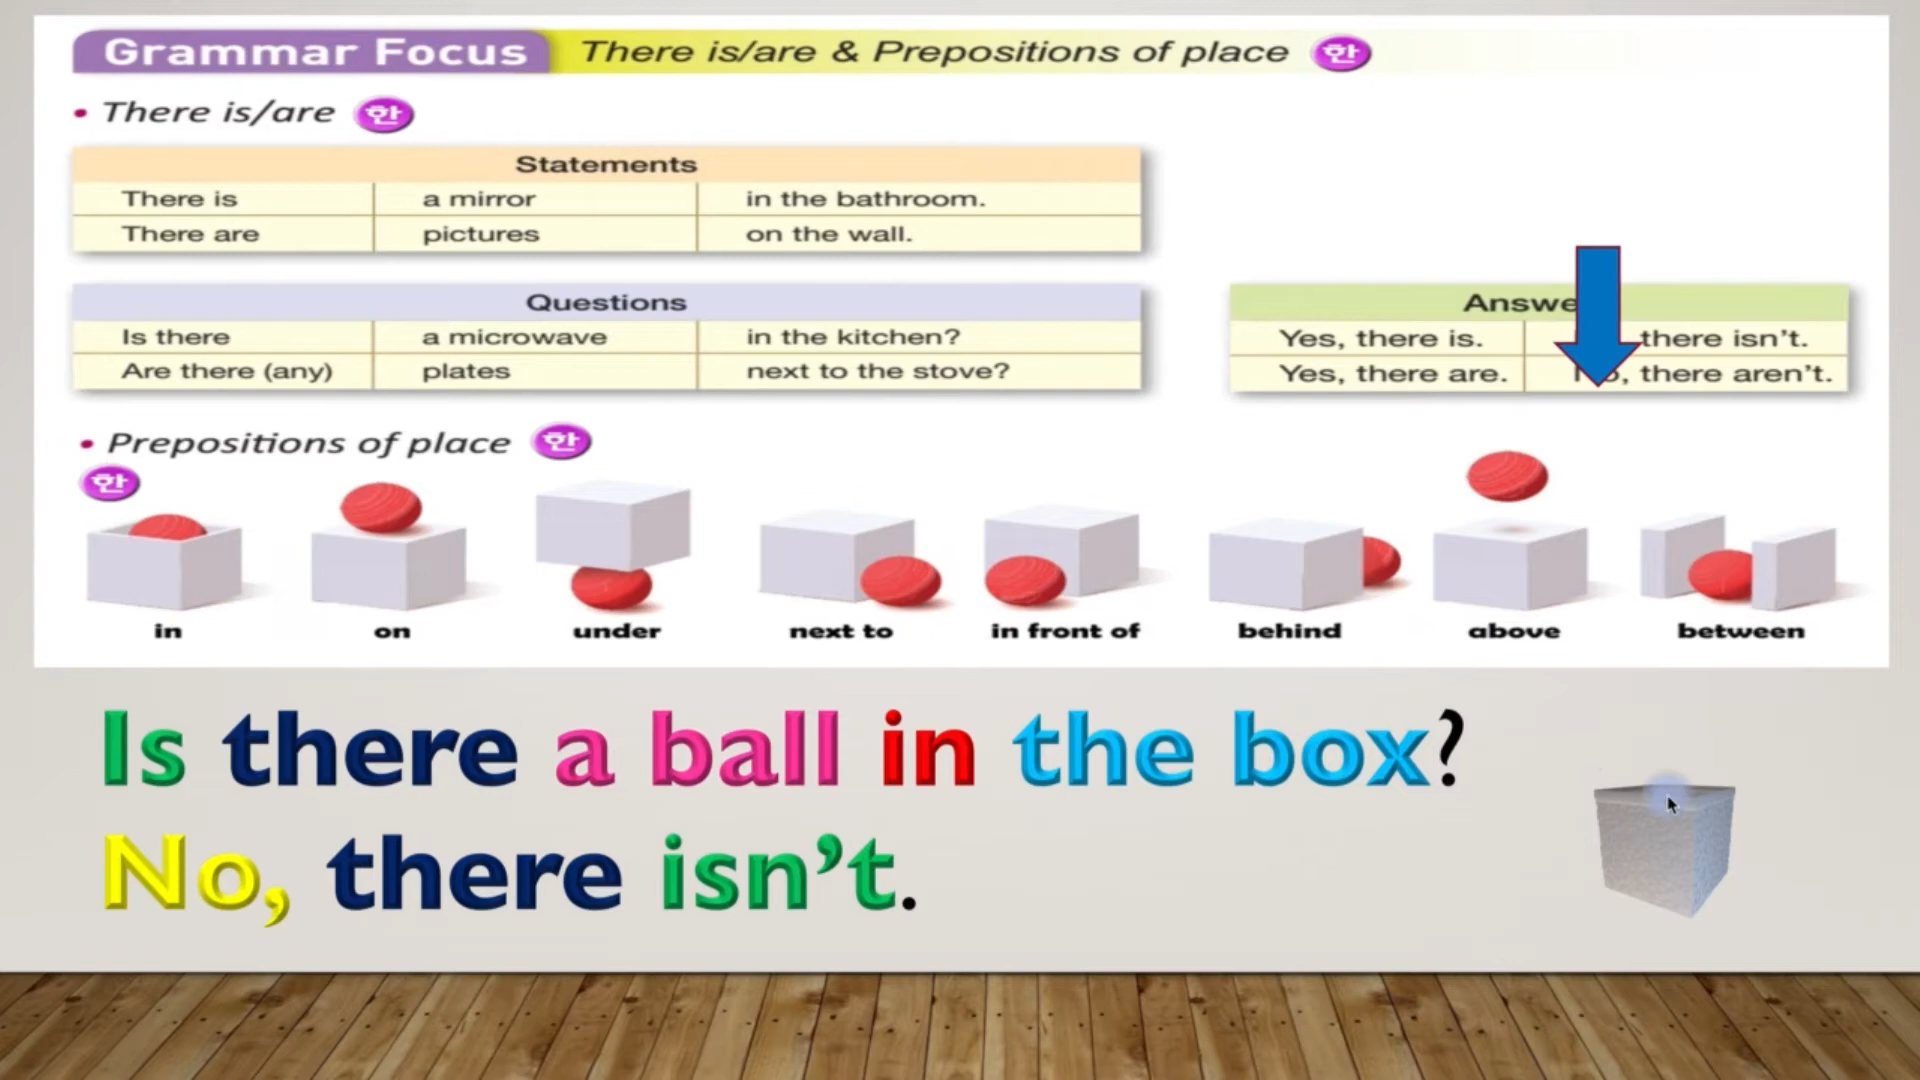 Grammar Focus There is/are & Prepositions of place 한
• There is/are 한
Statements
There is a mirror in the bathroom.
There are pictures on the wall.
Questions
Is there a microwave in the kitchen?
Are there (any) plates next to the stove?
Answe
Yes, there is. there isn't.
Yes, there are. No, there aren't.
• Prepositions of place 한
한
in on under next to in front of behind above between
Is there a ball in the box?
No, there isn't.